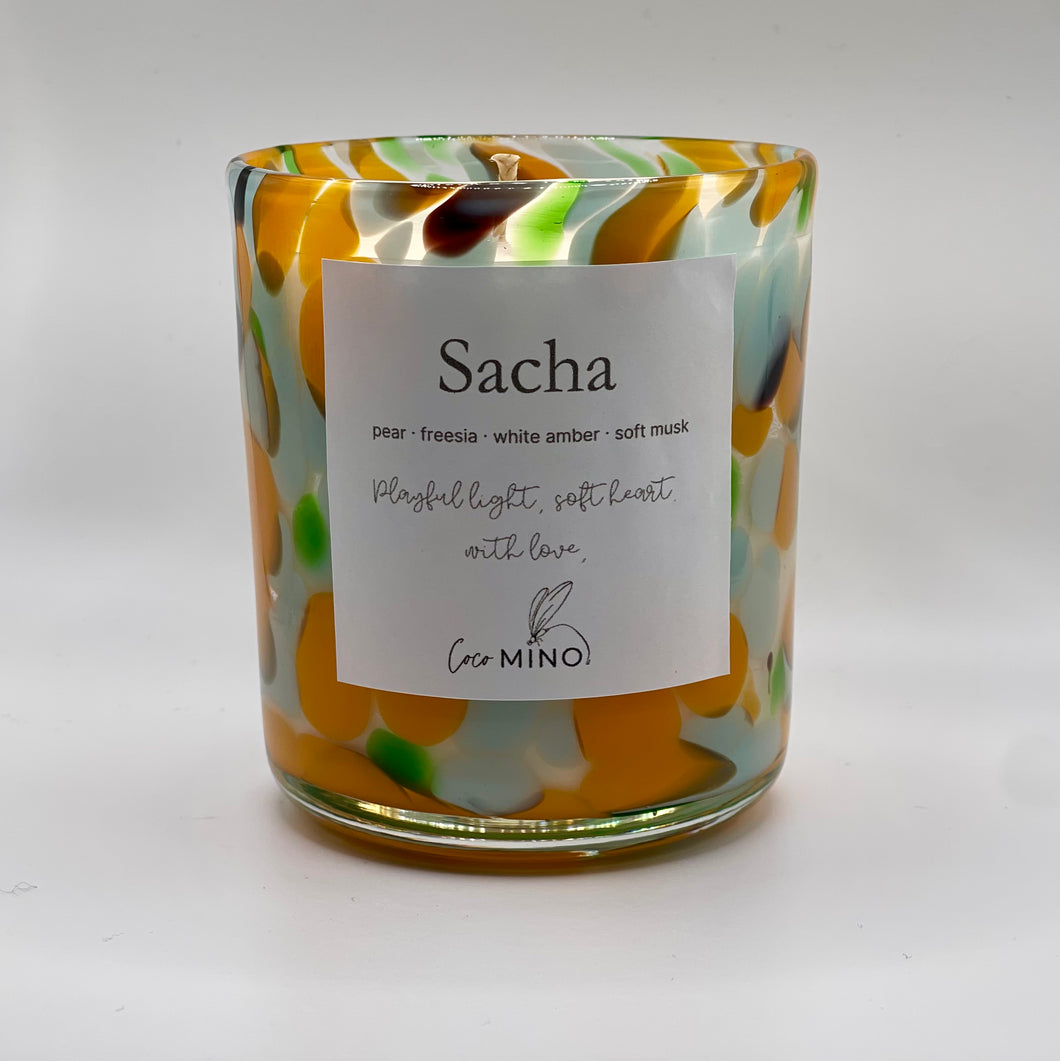 Sacha
pear · freesia · white amber · soft musk
Playful light, soft heart.
with love,
Coco MINO